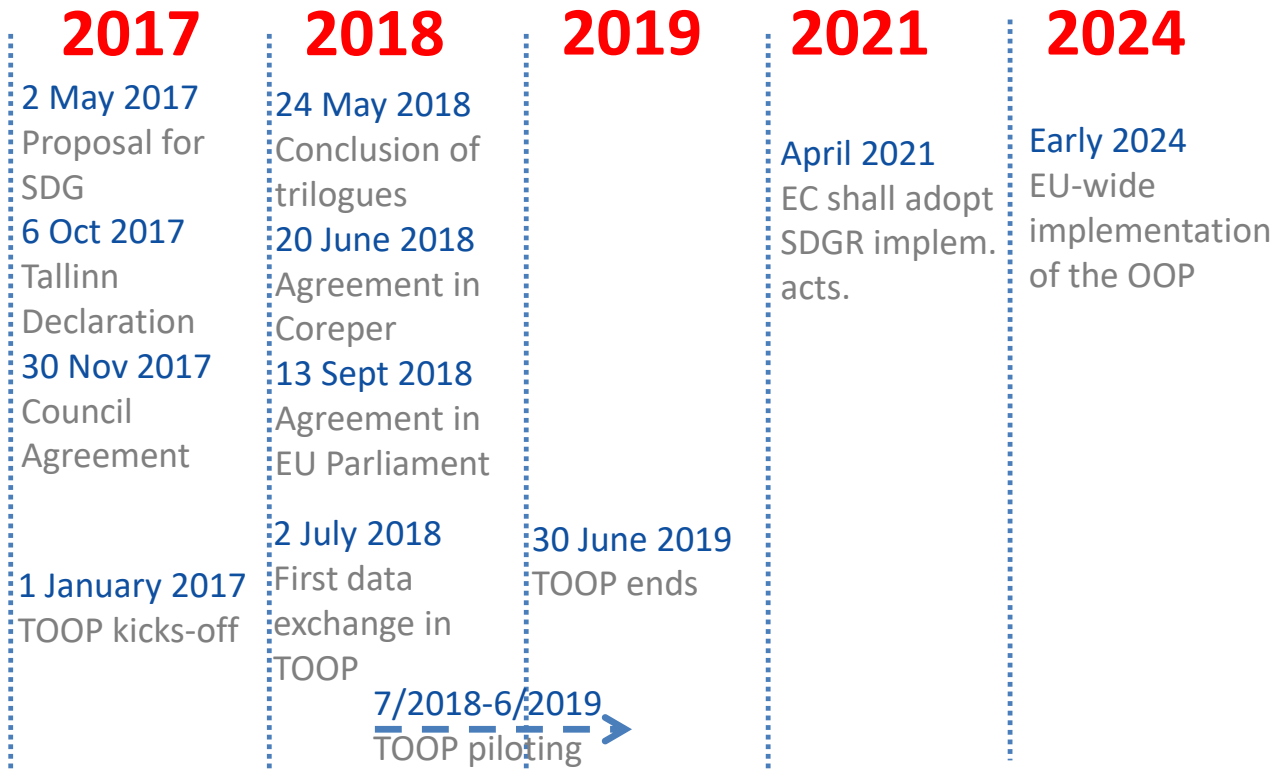 2017
2 May 2017
Proposal for
SDG
6 Oct 2017
Tallinn
Declaration
30 Nov 2017
Council
Agreement
1 January 2017
TOOP kicks-off
2018
24 May 2018
Conclusion of
trilogues
20 June 2018
Agreement in
Coreper
13 Sept 2018
Agreement in
EU Parliament
2 July 2018
First data
exchange in
TOOP
7/2018-6/2019
TOOP piloting
2019
30 June 2019
TOOP ends
2021
April 2021
EC shall adopt
SDGR implem.
acts.
2024
Early 2024
EU-wide
implementation
of the OOP